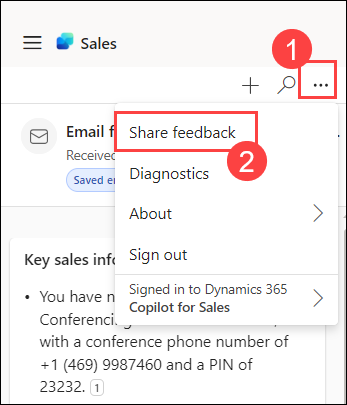 Sales
1
Email f
Share feedback
Received
2
Saved en
Diagnostics
About
Sign out
Signed in to Dynamics 365
Copilot for Sales
Key sales info
• You have n
Conferencing
with a conference phone number of
+1 (469) 9987460 and a PIN of
23232. 1